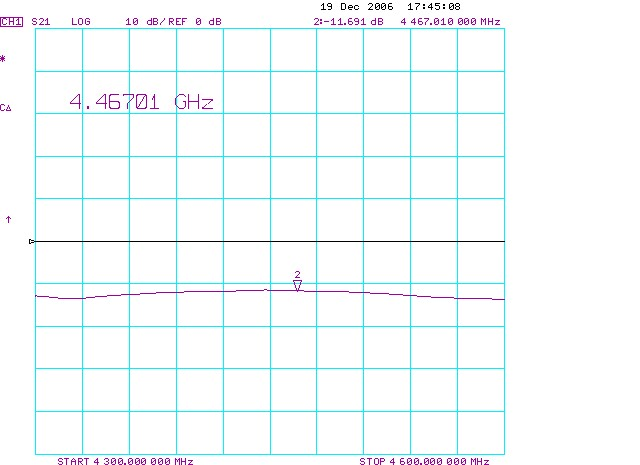 19 Dec 2006 17:45:08
CH1 S21 LOG 10 dB/REF 0 dB 2:-11.691 dB 4 467.010 000 MHz
*
CΔ
4.46701 GHz
↑
2
START 4 300.000 000 MHz STOP 4 600.000 000 MHz